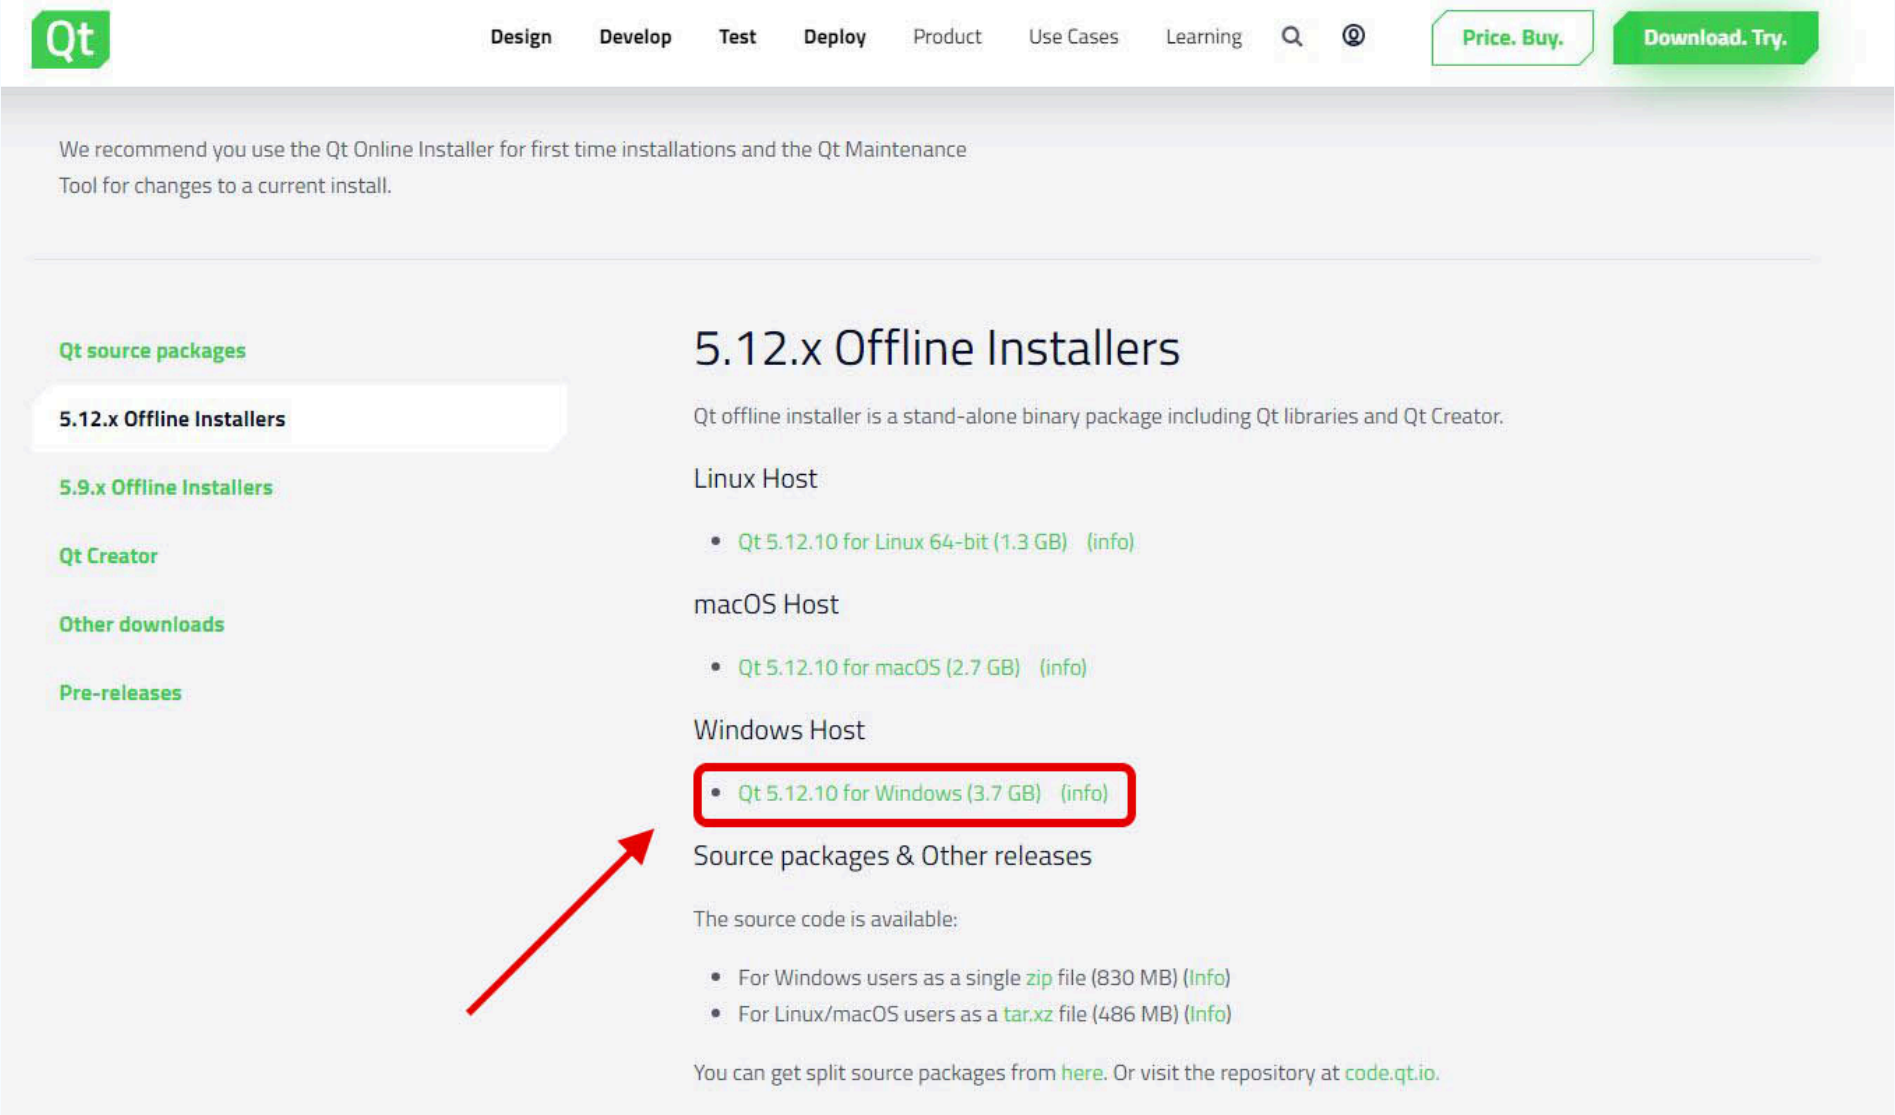 Qt
Design Develop Test Deploy Product Use Cases Learning Price. Buy. Download. Try.
We recommend you use the Qt Online Installer for first time installations and the Qt Maintenance
Tool for changes to a current install.
Qt source packages
5.12.x Offline Installers
5.9.x Offline Installers
Qt Creator
Other downloads
Pre-releases
5.12.x Offline Installers
Qt offline installer is a stand-alone binary package including Qt libraries and Qt Creator.
Linux Host
• Qt 5.12.10 for Linux 64-bit (1.3 GB) (info)
macOS Host
• Qt 5.12.10 for macOS (2.7 GB) (info)
Windows Host
• Qt 5.12.10 for Windows (3.7 GB) (info)
Source packages & Other releases
The source code is available:
• For Windows users as a single zip file (830 MB) (Info)
• For Linux/macOS users as a tar.xz file (486 MB) (Info)
You can get split source packages from here. Or visit the repository at code.qt.io.